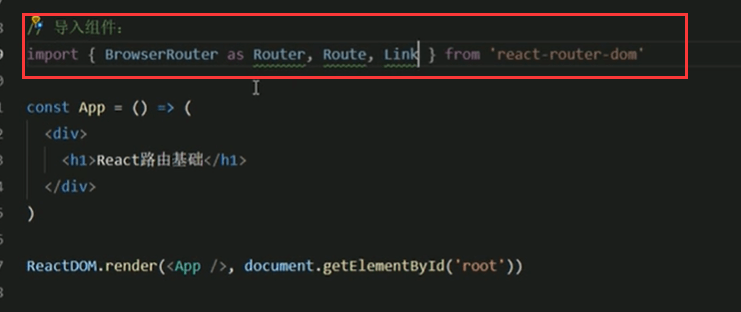 // 导入组件:
import { BrowserRouter as Router, Route, Link } from 'react-router-dom'
const App = () => (
<div>
<h1>React路由基础</h1>
</div>
)
ReactDOM.render(<App />, document.getElementById('root'))